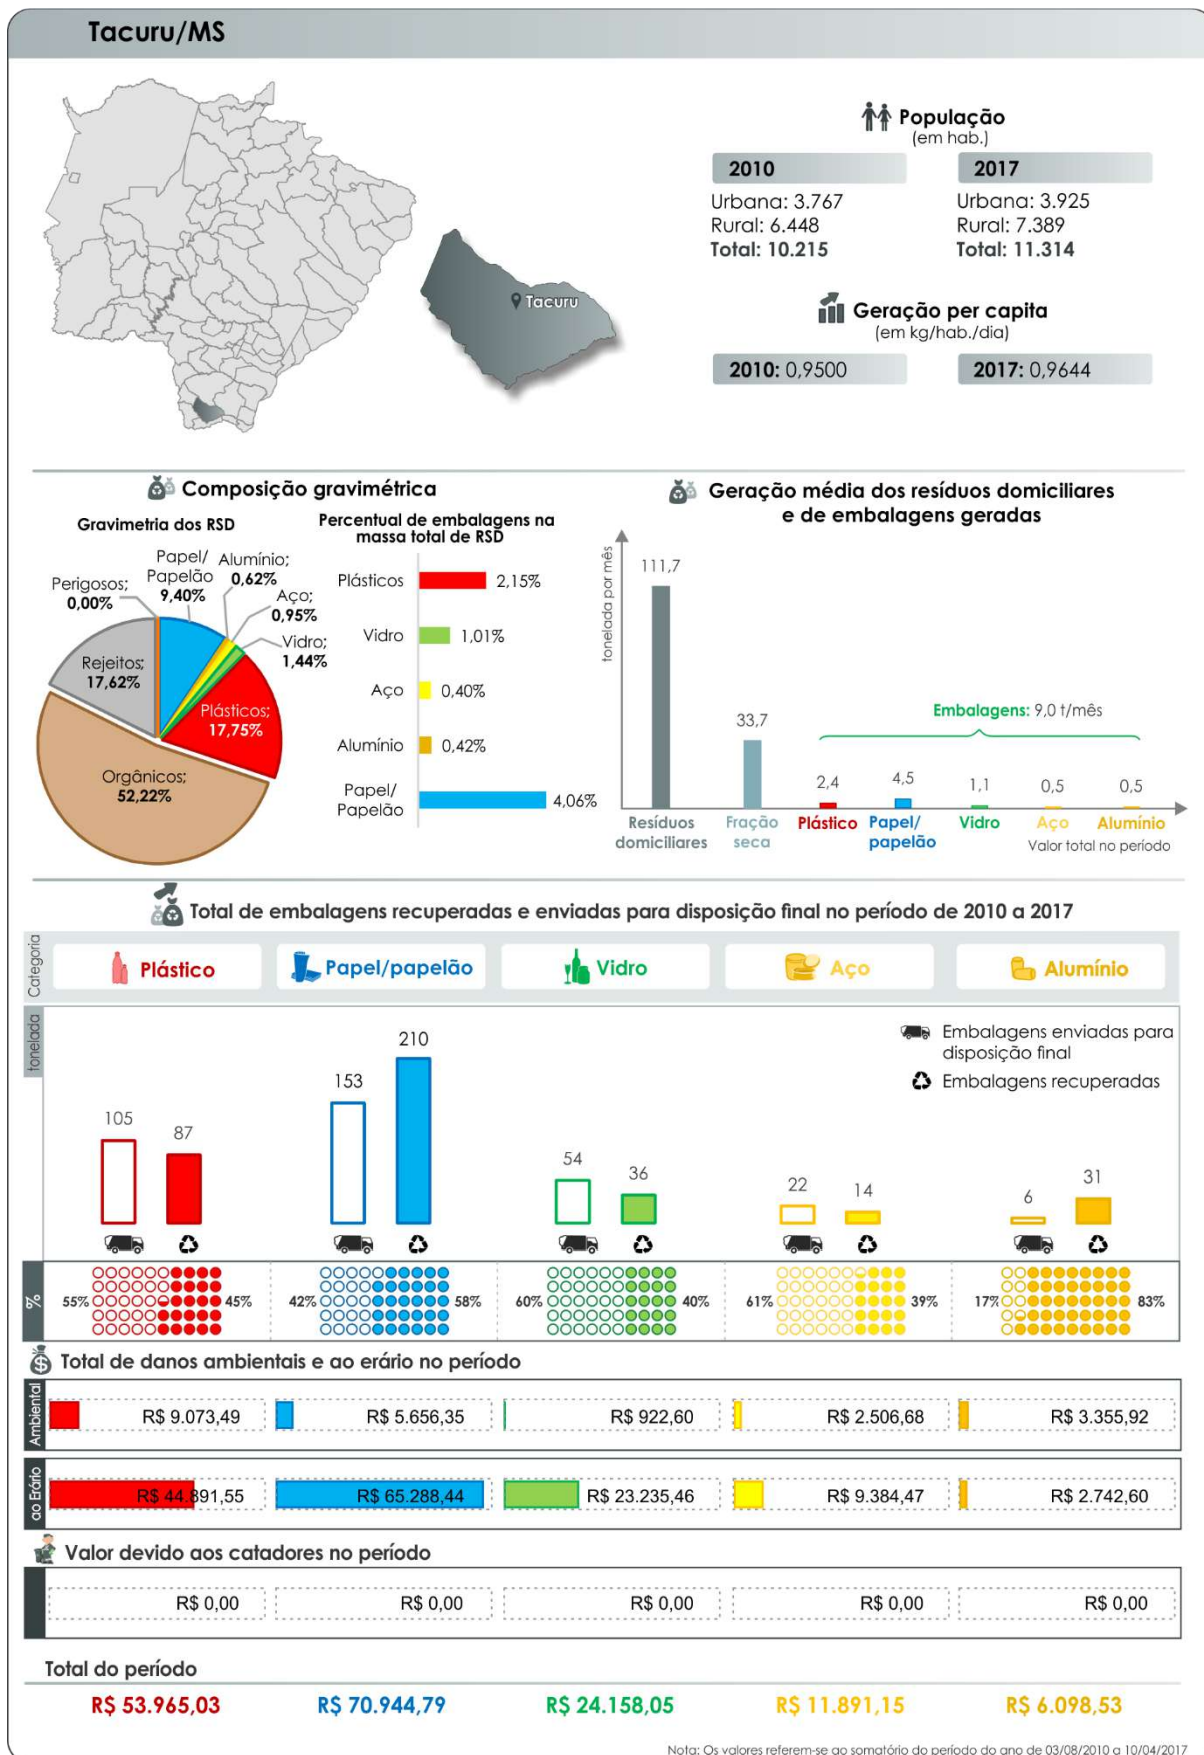 Tacuru/MS
População
(em hab.)
2010
2017
Urbana: 3.767
Rural: 6.448
Total: 10.215
Urbana: 3.925
Rural: 7.389
Total: 11.314
Tacuru
Geração per capita
(em kg/hab./dia)
2010: 0,9500
2017: 0,9644
Composição gravimétrica
Gravimetria dos RSD
Perigosos;
0,00%
Papel/
Papelão
9,40%
Alumínio;
0,62%
Aço;
0,95%
Vidro;
1,44%
Rejeitos;
17,62%
Plásticos;
17,75%
Orgânicos;
52,22%
Percentual de embalagens na
massa total de RSD
Plásticos
2,15%
Vidro
1,01%
Aço
0,40%
Alumínio
0,42%
Papel/
Papelão
4,06%
Geração média dos resíduos domiciliares
e de embalagens geradas
tonelada por mês
111,7
33,7
Embalagens: 9,0 t/mês
2,4
4,5
1,1
0,5
0,5
Resíduos
domiciliares
Fração
seca
Plástico
Papel/
papelão
Vidro
Aço
Alumínio
Valor total no período
Total de embalagens recuperadas e enviadas para disposição final no período de 2010 a 2017
Categoria
Plástico
Papel/papelão
Vidro
Aço
Alumínio
tonelada
Embalagens enviadas para
disposição final
Embalagens recuperadas
105
87
153
210
54
36
22
14
6
31
%
55%
45%
42%
58%
60%
40%
61%
39%
17%
83%
Total de danos ambientais e ao erário no período
Ambiental
R$ 9.073,49
R$ 5.656,35
R$ 922,60
R$ 2.506,68
R$ 3.355,92
ao Erário
R$ 44.891,55
R$ 65.288,44
R$ 23.235,46
R$ 9.384,47
R$ 2.742,60
Valor devido aos catadores no período
R$ 0,00
R$ 0,00
R$ 0,00
R$ 0,00
R$ 0,00
Total do período
R$ 53.965,03
R$ 70.944,79
R$ 24.158,05
R$ 11.891,15
R$ 6.098,53
Nota: Os valores referem-se ao somatório do período do ano de 03/08/2010 a 10/04/2017